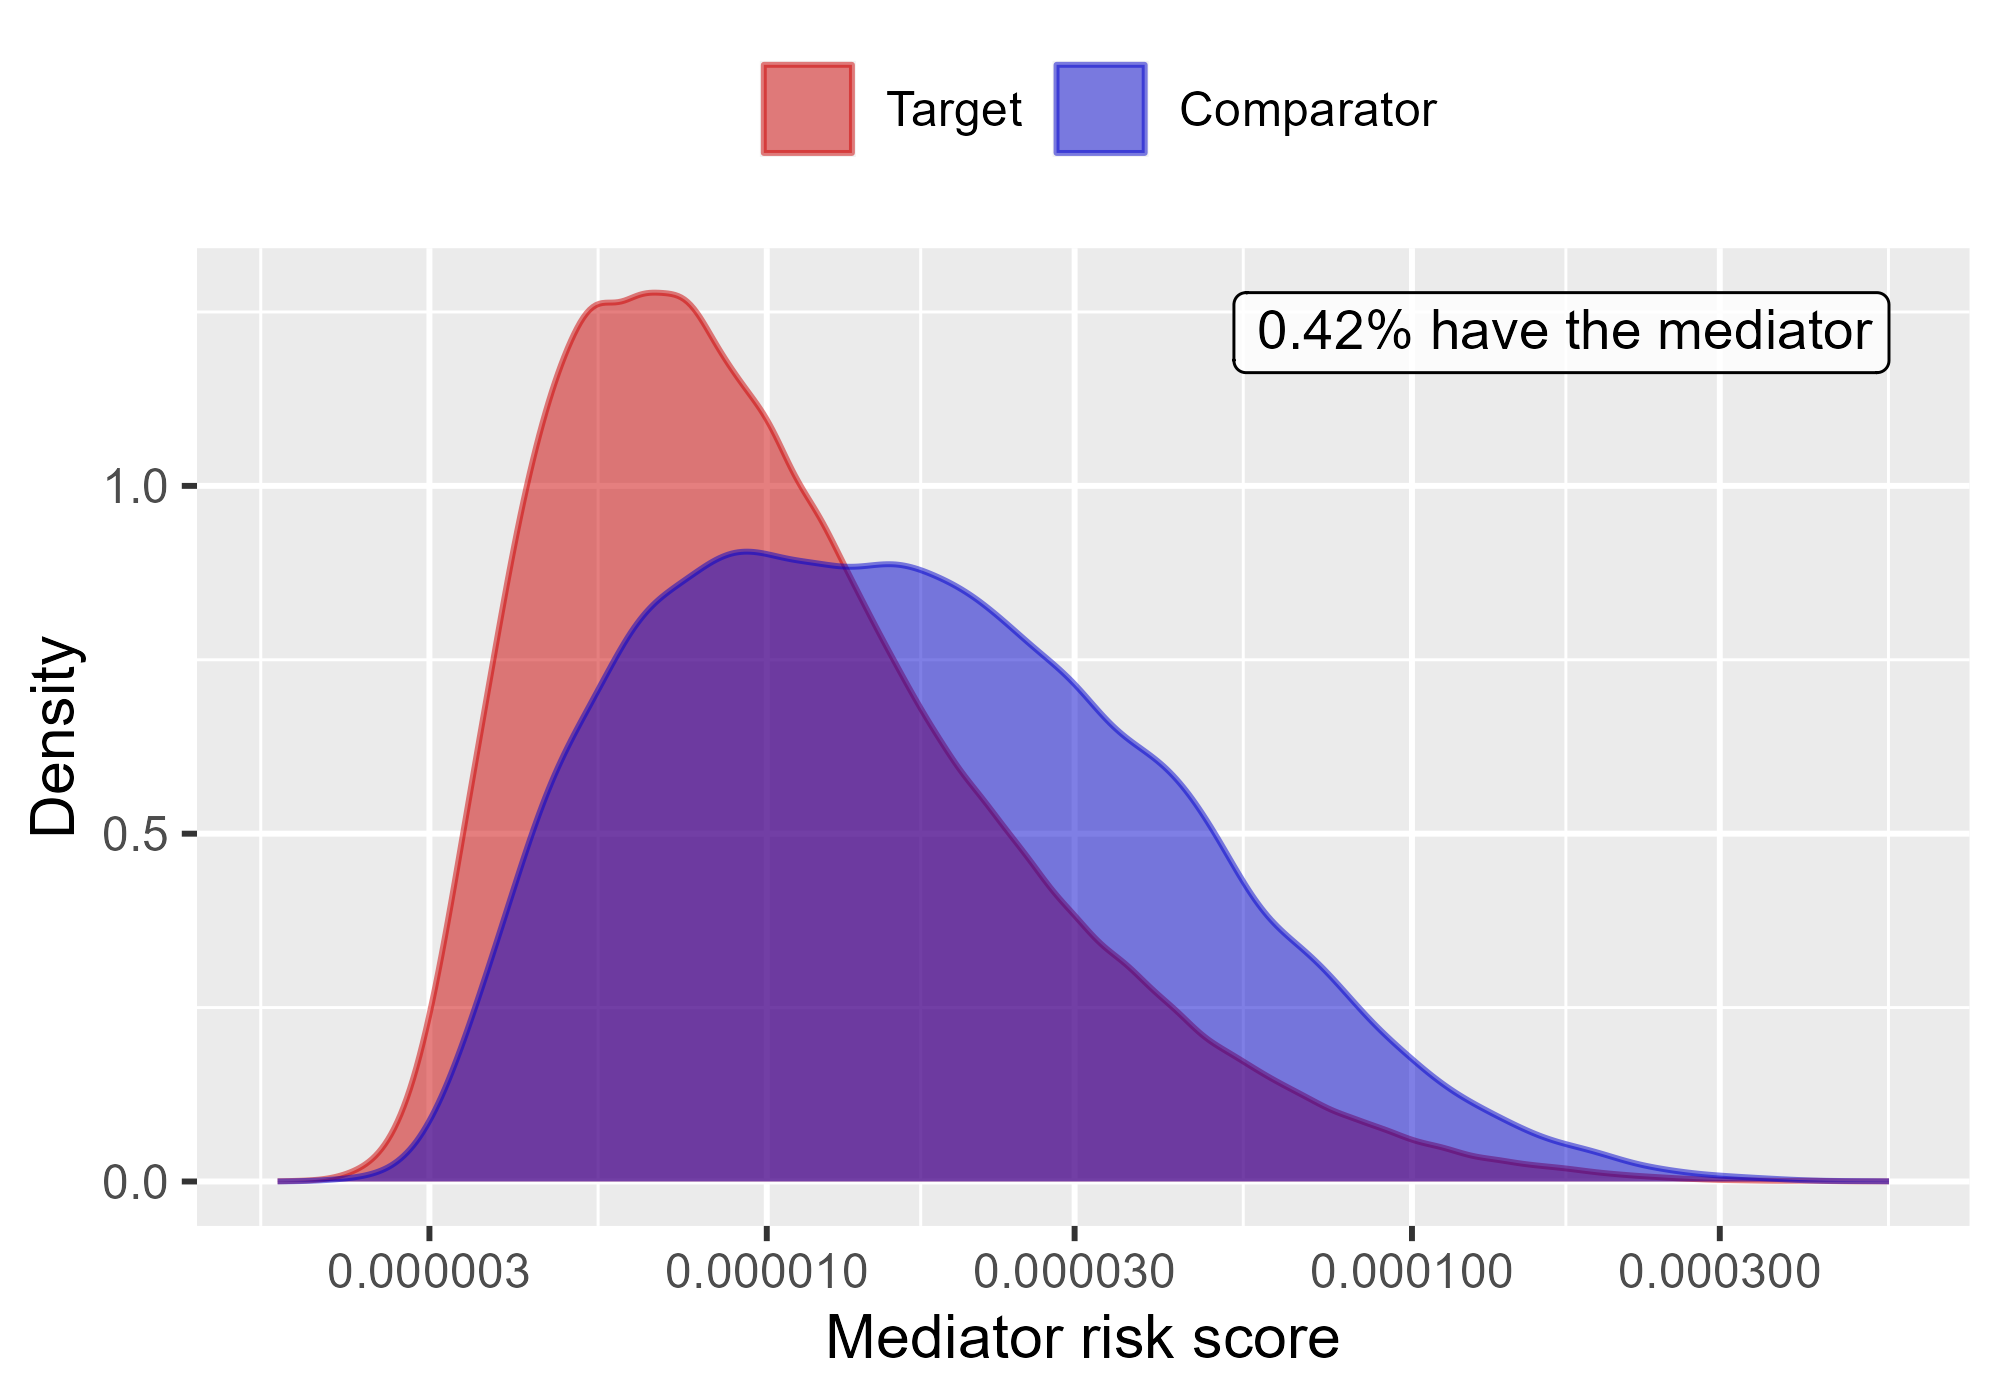 Target Comparator
0.42% have the mediator
Density
1.0
0.5
0.0
0.000003 0.000010 0.000030 0.000100 0.000300
Mediator risk score